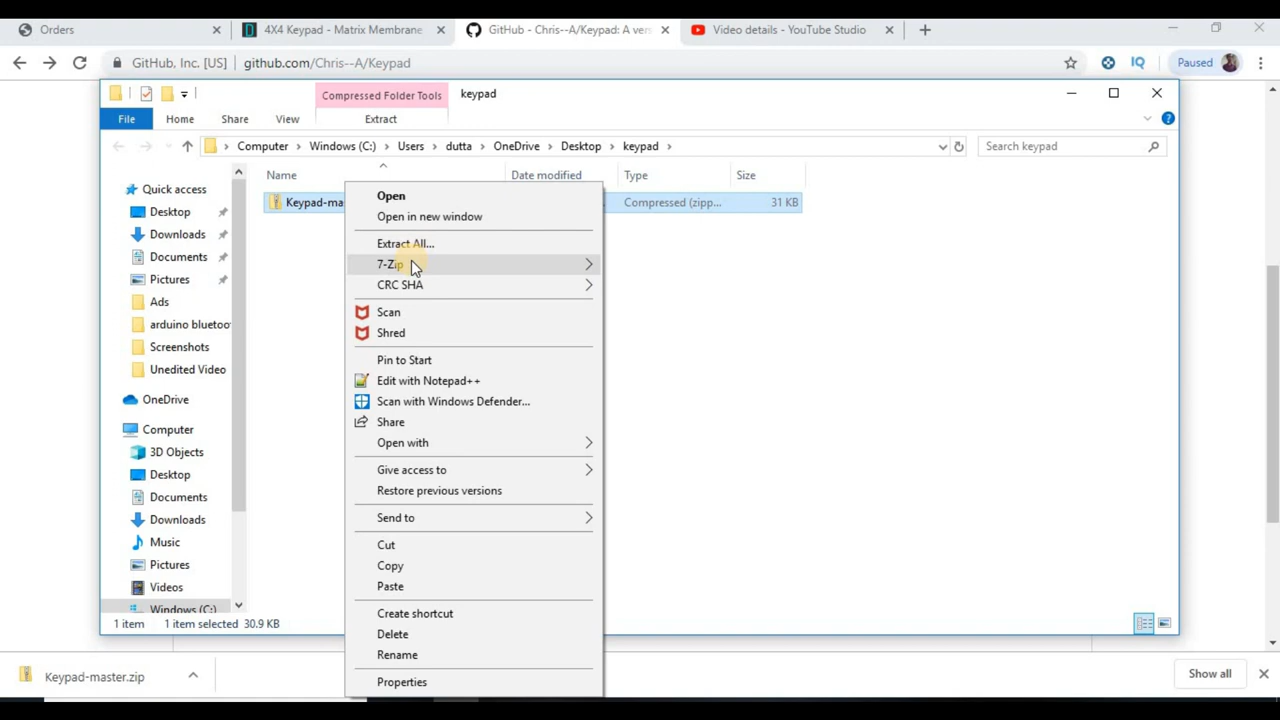 Orders
4X4 Keypad - Matrix Membrane
GitHub - Chris--A/Keypad: A ver
Video details - YouTube Studio
GitHub, Inc. [US] | github.com/Chris--A/Keypad
IQ
Paused
Compressed Folder Tools
keypad
File
Home
Share
View
Extract
Computer > Windows (C:) > Users > dutta > OneDrive > Desktop > keypad >
Search keypad
Name
Date modified
Type
Size
Keypad-ma
Compressed (zipp...
31 KB
Quick access
Desktop
Downloads
Documents
Pictures
Ads
arduino bluetoo
Screenshots
Unedited Video
OneDrive
Computer
3D Objects
Desktop
Documents
Downloads
Music
Pictures
Videos
Windows (C:)
Open
Open in new window
Extract All...
7-Zip
CRC SHA
Scan
Shred
Pin to Start
Edit with Notepad++
Scan with Windows Defender...
Share
Open with
Give access to
Restore previous versions
Send to
Cut
Copy
Paste
Create shortcut
Delete
Rename
Properties
1 item
1 item selected 30.9 KB
Keypad-master.zip
Show all